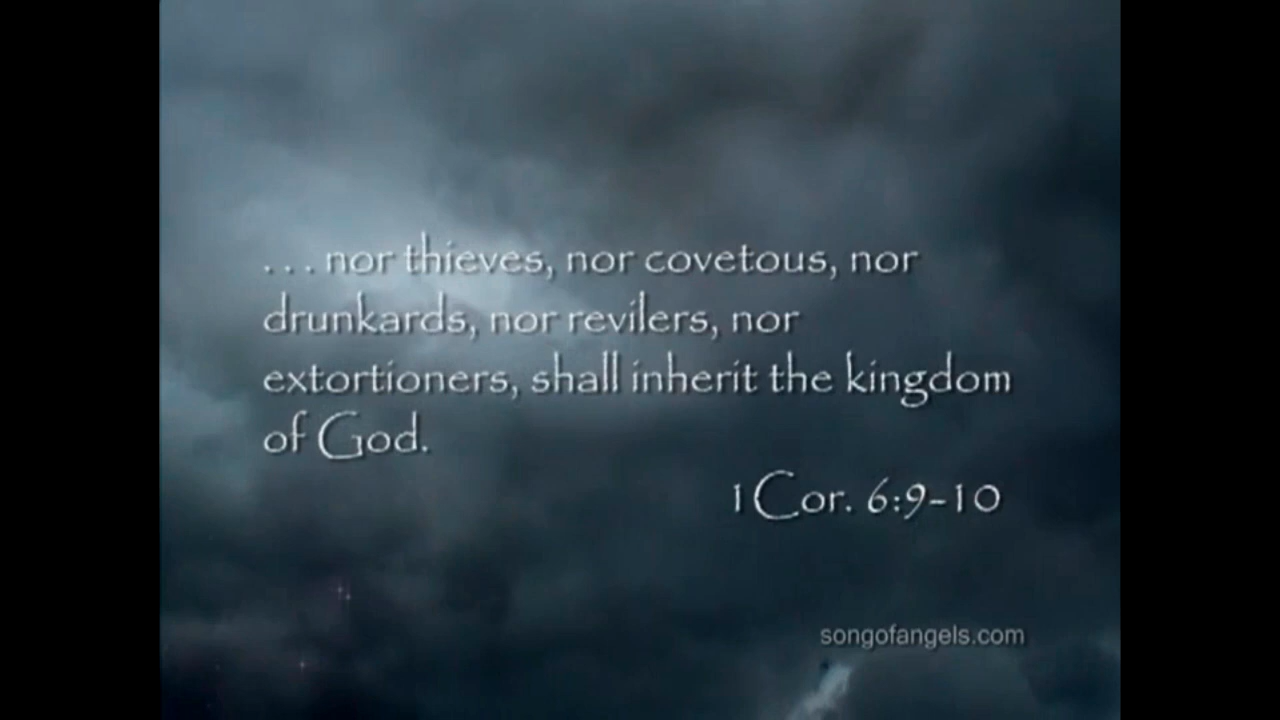 . . . nor thieves, nor covetous, nor
drunkards, nor revilers, nor
extortioners, shall inherit the kingdom
of God.
1 Cor. 6:9-10
songofangels.com